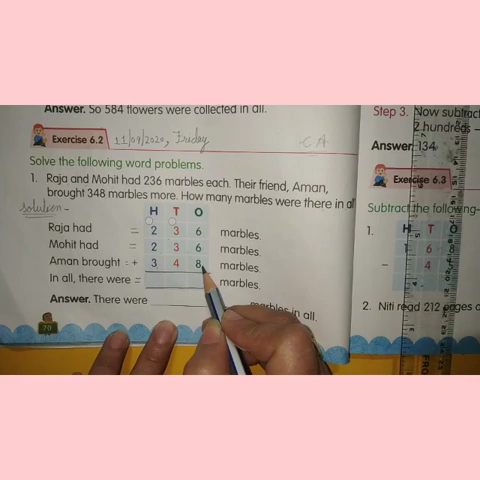 Answer. So 584 flowers were collected in all.
Exercise 6.2 11/09/2020, Friday C.A.
Solve the following word problems.
1. Raja and Mohit had 236 marbles each. Their friend, Aman,
brought 348 marbles more. How many marbles were there in all
Solution-
H T O
Raja had = 2 3 6 marbles.
Mohit had = 2 3 6 marbles.
Aman brought = + 3 4 8 marbles.
In all, there were = marbles.
Answer. There were marbles in all.
70
Step 3. Now subtract
2 hundreds –
Answer. 134
Exercise 6.3
Subtract the following
H T O
1. 1 6
– 4
2. Niti read 212 pages